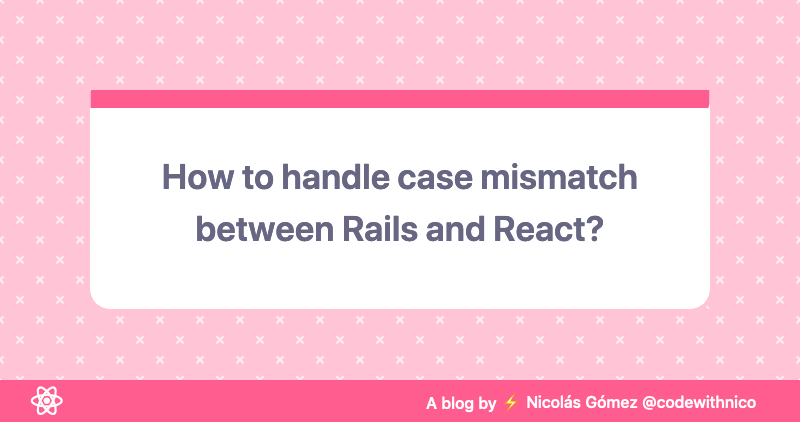 How to handle case mismatch
between Rails and React?
A blog by ⚡ Nicolás Gómez @codewithnico